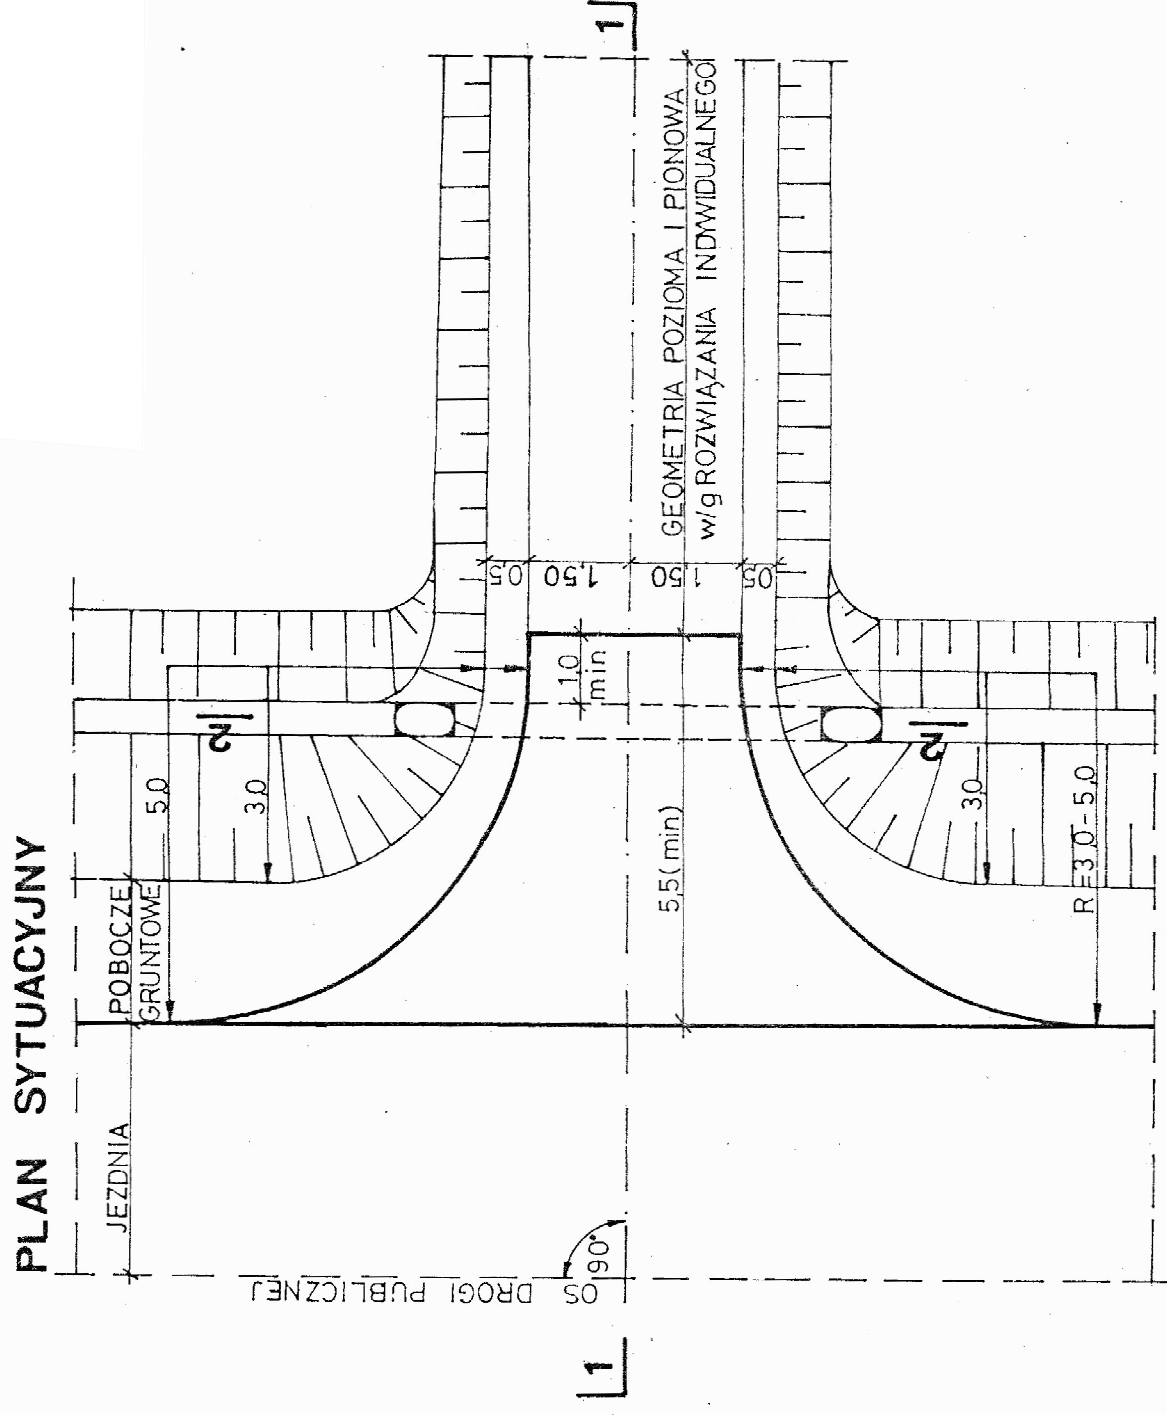 PLAN SYTUACYJNY
1
GEOMETRIA POZIOMA I PIONOWA
w/g ROZWIĄZANIA INDYWIDUALNEGO
0,5
1,50
1,50
0,5
1,0
min
2
2
5,0
3,0
3,0
R=3,0-5,0
5,5(min)
POBOCZE
GRUNTOWE
JEZDNIA
90°
OS DROGI PUBLICZNEJ
1